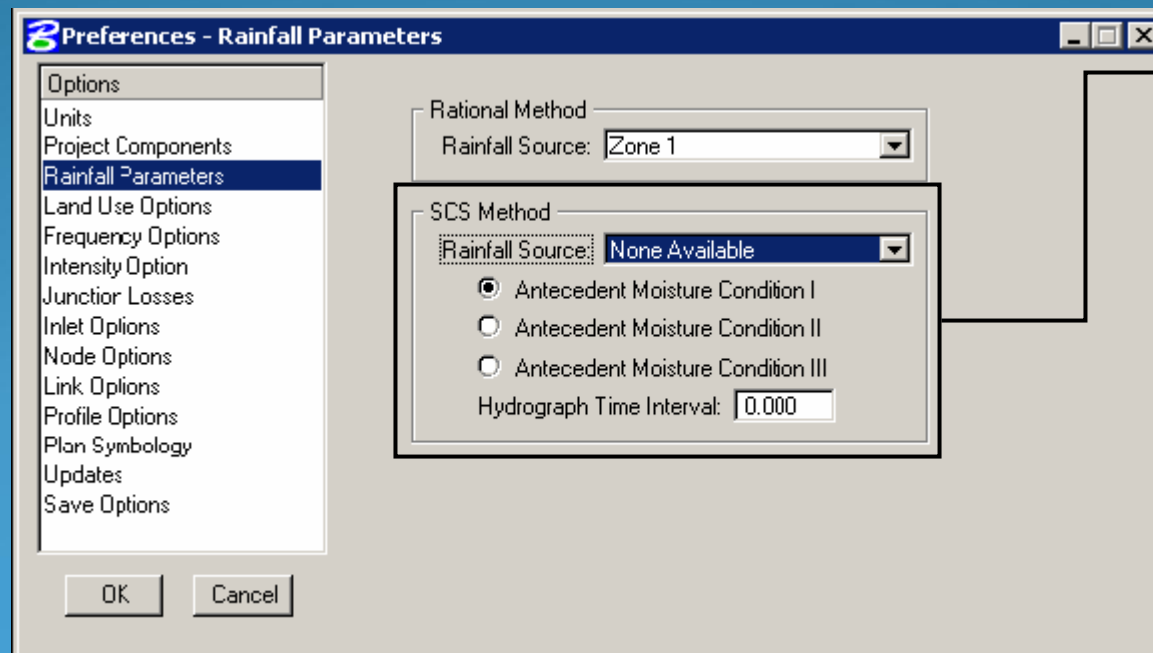 Preferences - Rainfall Parameters
Options
Units
Project Components
Rainfall Parameters
Land Use Options
Frequency Options
Intensity Option
Junction Losses
Inlet Options
Node Options
Link Options
Profile Options
Plan Symbology
Updates
Save Options
OK
Cancel
Rational Method
Rainfall Source: Zone 1
SCS Method
Rainfall Source: None Available
Antecedent Moisture Condition I
Antecedent Moisture Condition II
Antecedent Moisture Condition III
Hydrograph Time Interval: 0.000